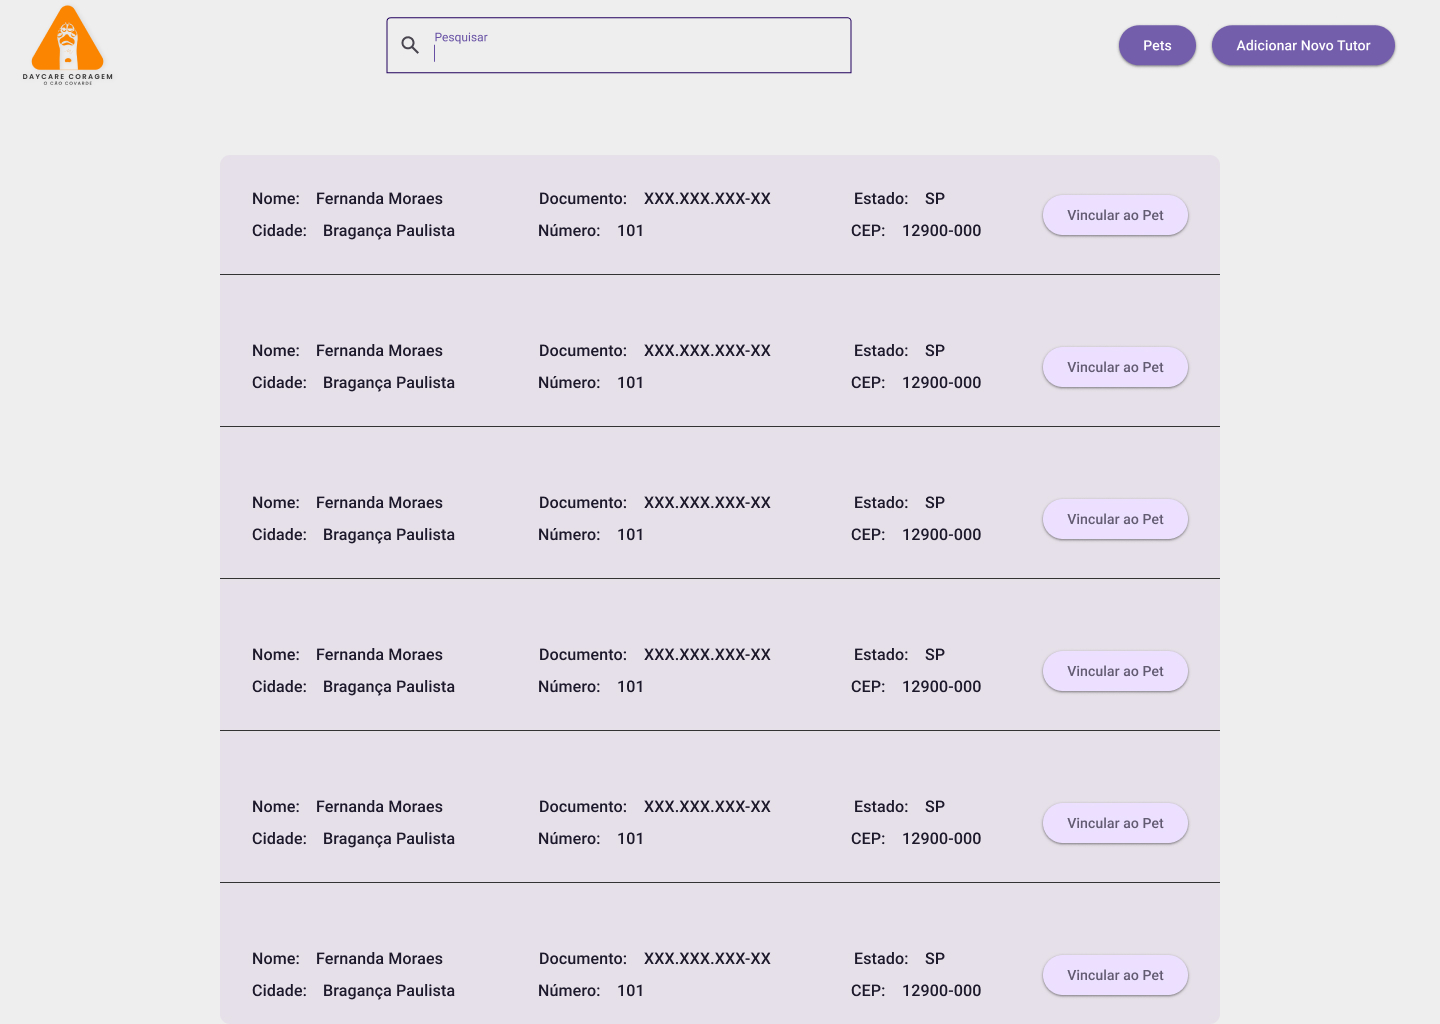 DAYCARE CORAGEM
O CÃO COVARDE
Pesquisar
Pets
Adicionar Novo Tutor
Nome: Fernanda Moraes Documento: XXX.XXX.XXX-XX Estado: SP
Cidade: Bragança Paulista Número: 101 CEP: 12900-000
Vincular ao Pet
Nome: Fernanda Moraes Documento: XXX.XXX.XXX-XX Estado: SP
Cidade: Bragança Paulista Número: 101 CEP: 12900-000
Vincular ao Pet
Nome: Fernanda Moraes Documento: XXX.XXX.XXX-XX Estado: SP
Cidade: Bragança Paulista Número: 101 CEP: 12900-000
Vincular ao Pet
Nome: Fernanda Moraes Documento: XXX.XXX.XXX-XX Estado: SP
Cidade: Bragança Paulista Número: 101 CEP: 12900-000
Vincular ao Pet
Nome: Fernanda Moraes Documento: XXX.XXX.XXX-XX Estado: SP
Cidade: Bragança Paulista Número: 101 CEP: 12900-000
Vincular ao Pet
Nome: Fernanda Moraes Documento: XXX.XXX.XXX-XX Estado: SP
Cidade: Bragança Paulista Número: 101 CEP: 12900-000
Vincular ao Pet